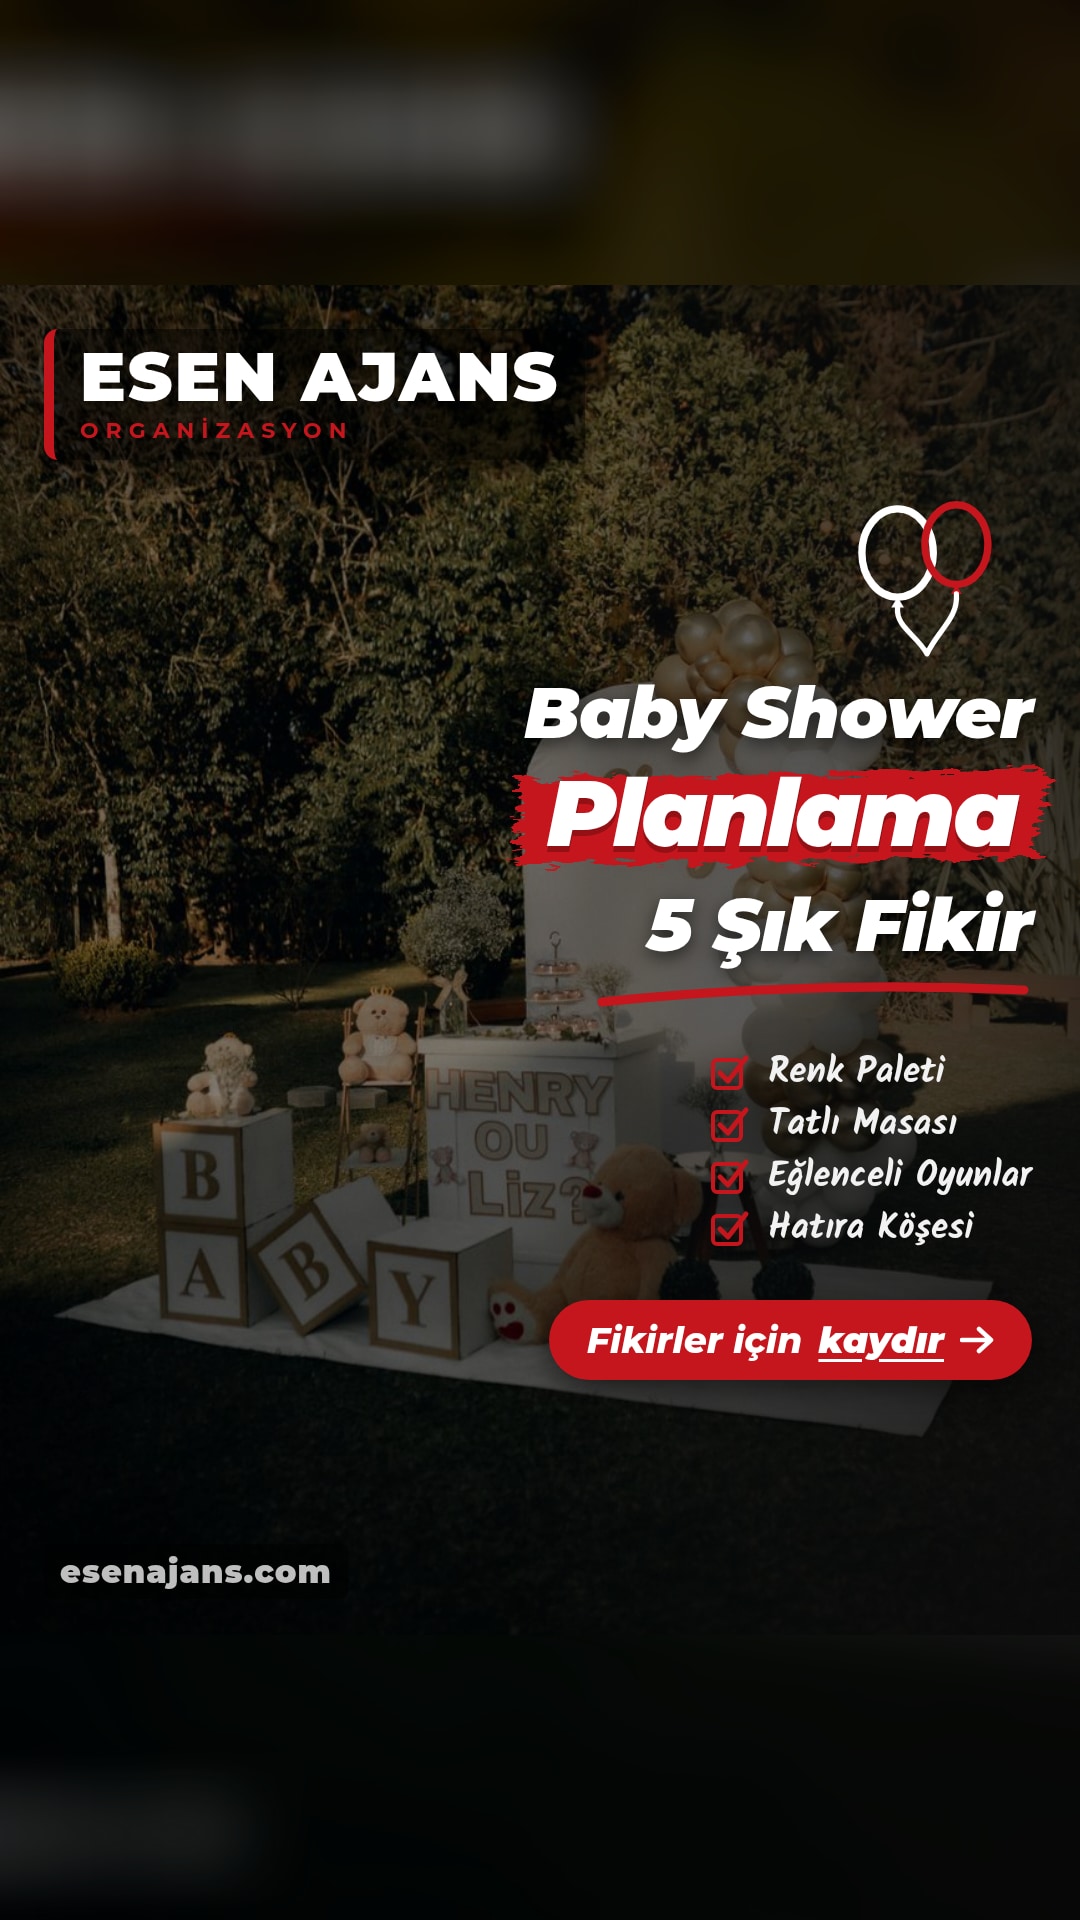 ESEN AJANS
ORGANİZASYON
Baby Shower
Planlama
5 Şık Fikir
Renk Paleti
Tatlı Masası
Eğlenceli Oyunlar
Hatıra Köşesi
HENRY
OU
Liz?
B
A
B
Y
Fikirler için kaydır →
esenajans.com